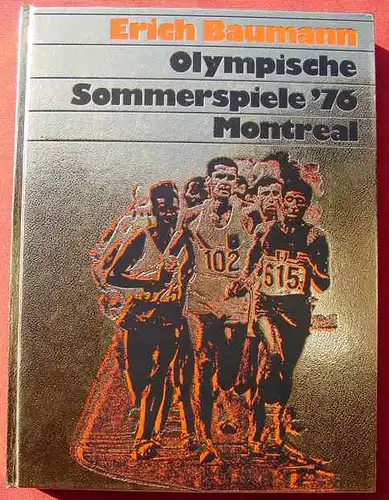 Erich Baumann
Olympische
Sommerspiele '76
Montreal
102
615